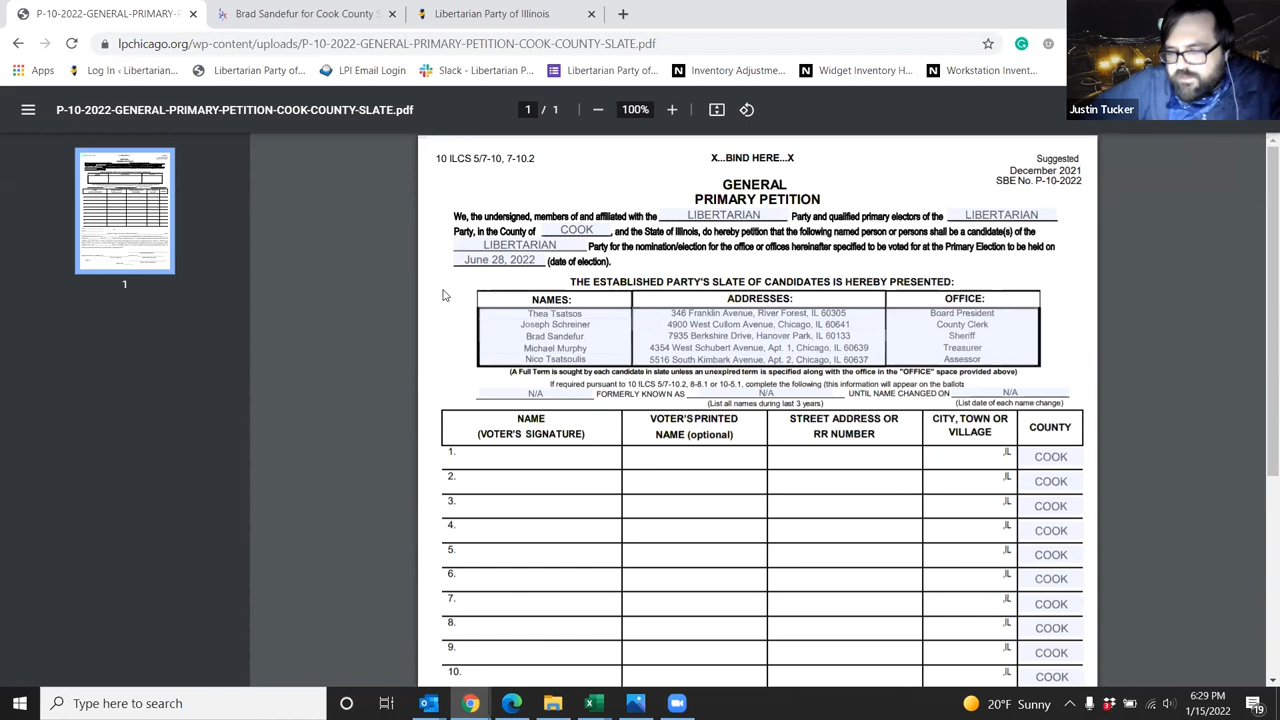 P-10-2022-GENERAL-PRIMARY-PETIT
Brad Sandefur for Cook County S
Libertarian Party of Illinois
lpchicago.org/wp-content/uploads/P-10-2022-GENERAL-PRIMARY-PETITION-COOK-COUNTY-SLATE.pdf
Apps
Log In ‹ Libertarian...
Libertarian Party of...
LPI Email Login
Slack - Libertarian P...
Libertarian Party of...
Inventory Adjustme...
Widget Inventory H...
Workstation Invent...
Justin Tucker
P-10-2022-GENERAL-PRIMARY-PETITION-COOK-COUNTY-SLATE.pdf
1 / 1
100%
1
10 ILCS 5/7-10, 7-10.2
X...BIND HERE...X
Suggested
December 2021
SBE No. P-10-2022
GENERAL
PRIMARY PETITION
We, the undersigned, members of and affiliated with the LIBERTARIAN Party and qualified primary electors of the LIBERTARIAN
Party, in the County of COOK, and the State of Illinois, do hereby petition that the following named person or persons shall be a candidate(s) of the
LIBERTARIAN Party for the nomination/election for the office or offices hereinafter specified to be voted for at the Primary Election to be held on
June 28, 2022 (date of election).
THE ESTABLISHED PARTY'S SLATE OF CANDIDATES IS HEREBY PRESENTED:
NAMES: ADDRESSES: OFFICE:
Thea Tsatsos 346 Franklin Avenue, River Forest, IL 60305 Board President
Joseph Schreiner 4900 West Cullom Avenue, Chicago, IL 60641 County Clerk
Brad Sandefur 7935 Berkshire Drive, Hanover Park, IL 60133 Sheriff
Michael Murphy 4354 West Schubert Avenue, Apt. 1, Chicago, IL 60639 Treasurer
Nico Tsatsoulis 5516 South Kimbark Avenue, Apt. 2, Chicago, IL 60637 Assessor
(A Full Term is sought by each candidate in slate unless an unexpired term is specified along with the office in the "OFFICE" space provided above)
If required pursuant to 10 ILCS 5/7-10.2, 8-8.1 or 10-5.1, complete the following (this information will appear on the ballot):
N/A FORMERLY KNOWN AS N/A UNTIL NAME CHANGED ON N/A
(List all names during last 3 years) (List date of each name change)
NAME
(VOTER'S SIGNATURE)
VOTER'S PRINTED
NAME (optional)
STREET ADDRESS OR
RR NUMBER
CITY, TOWN OR
VILLAGE
COUNTY
1. ,IL COOK
2. ,IL COOK
3. ,IL COOK
4. ,IL COOK
5. ,IL COOK
6. ,IL COOK
7. ,IL COOK
8. ,IL COOK
9. ,IL COOK
10. ,IL COOK
Type here to search
20°F Sunny
6:29 PM
1/15/2022
19